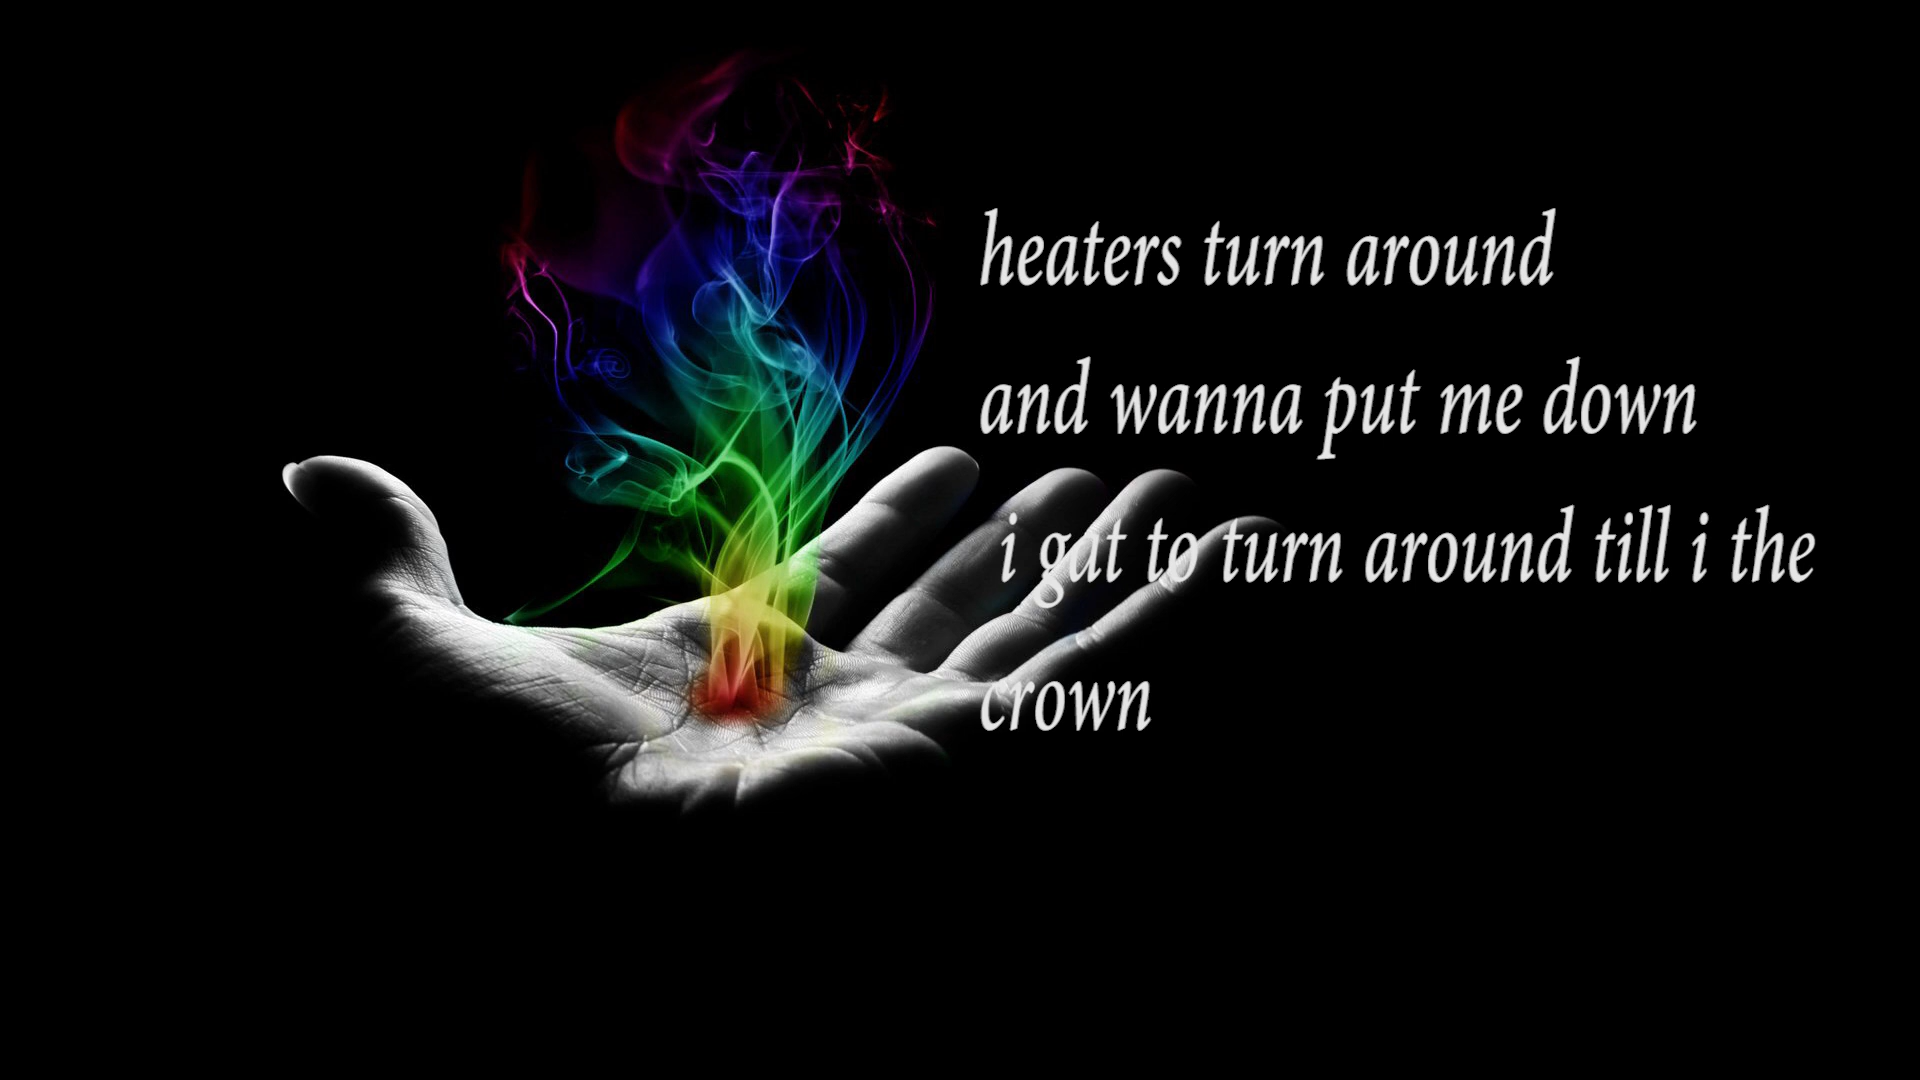 heaters turn around
and wanna put me down
i gat to turn around till i the
crown